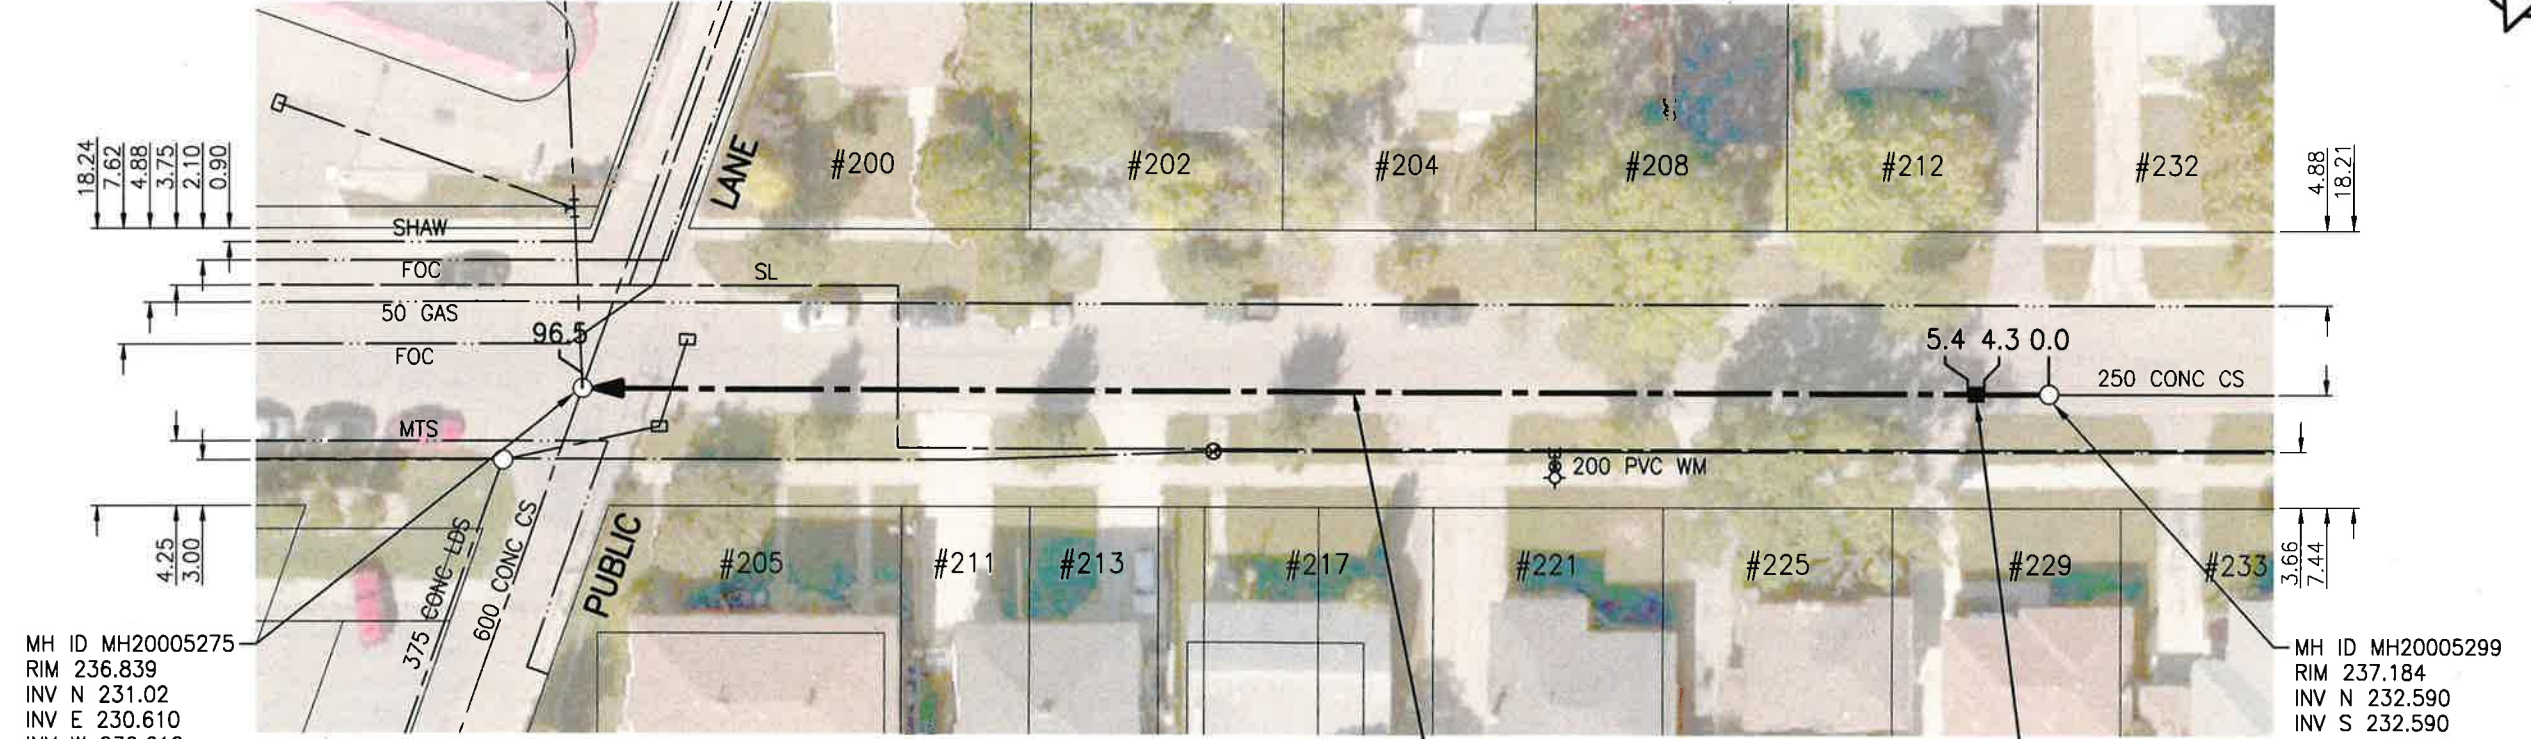 18.24
7.62
4.88
3.75
2.10
0.90
LANE
#200
#202
#204
#208
#212
#232
4.88
18.21
SHAW
FOC
SL
50 GAS
96.5
FOC
5.4 4.3 0.0
250 CONC CS
MTS
200 PVC WM
4.25
3.00
375 CONC LDS
600 CONC CS
PUBLIC
#205
#211
#213
#217
#221
#225
#229
#233
3.66
7.44
MH ID MH20005275
RIM 236.839
INV N 231.02
INV E 230.610
MH ID MH20005299
RIM 237.184
INV N 232.590
INV S 232.590